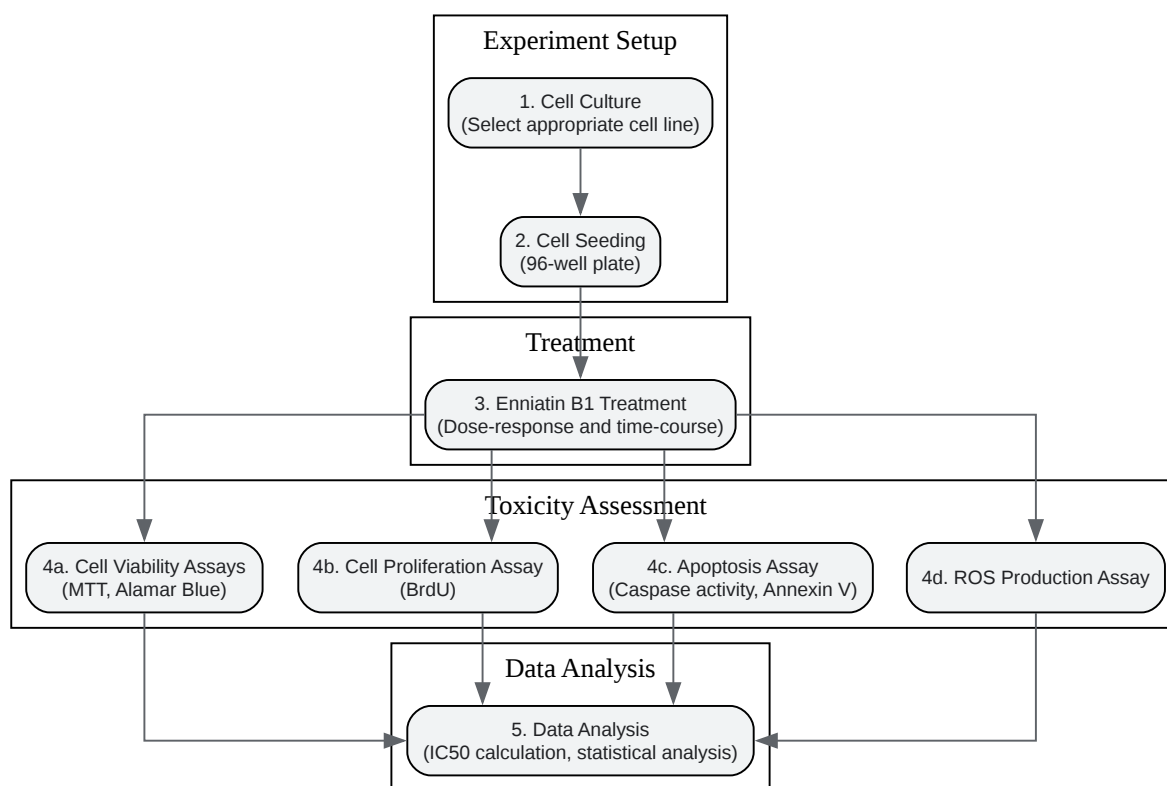 Experiment Setup
1. Cell Culture
(Select appropriate cell line)
2. Cell Seeding
(96-well plate)
Treatment
3. Enniatin B1 Treatment
(Dose-response and time-course)
Toxicity Assessment
4a. Cell Viability Assays
(MTT, Alamar Blue)
4b. Cell Proliferation Assay
(BrdU)
4c. Apoptosis Assay
(Caspase activity, Annexin V)
4d. ROS Production Assay
Data Analysis
5. Data Analysis
(IC50 calculation, statistical analysis)